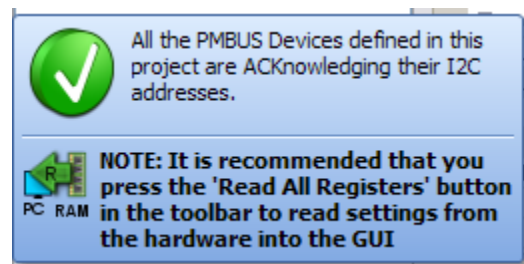 All the PMBUS Devices defined in this
project are ACKnowledging their I2C
addresses.
R
PC RAM
NOTE: It is recommended that you
press the 'Read All Registers' button
in the toolbar to read settings from
the hardware into the GUI